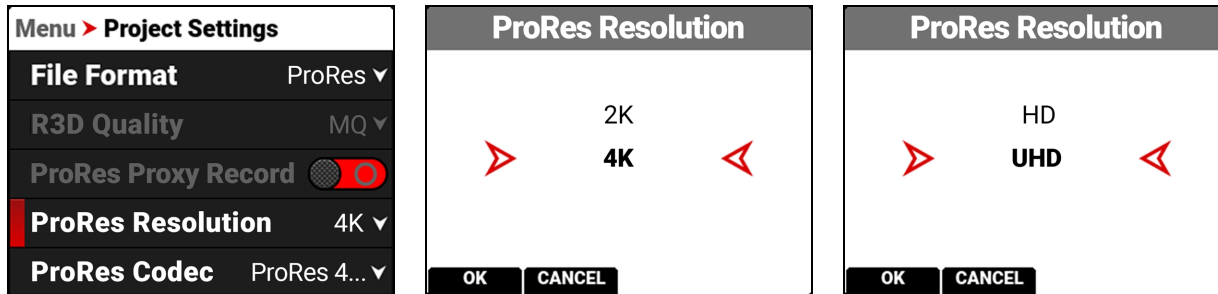 Menu > Project Settings
File Format ProRes
R3D Quality MQ
ProRes Proxy Record
ProRes Resolution 4K
ProRes Codec ProRes 4...
ProRes Resolution
2K
4K
OK CANCEL
ProRes Resolution
HD
UHD
OK CANCEL